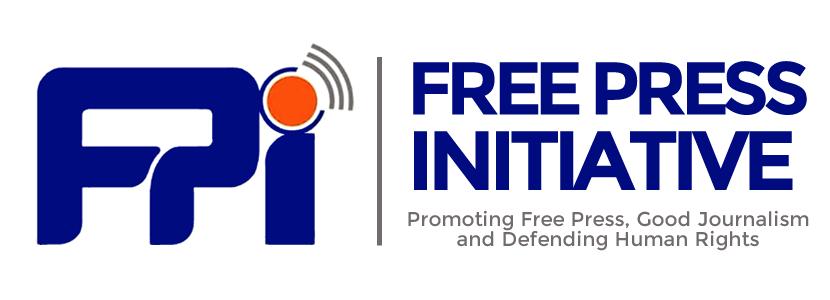 FPi
FREE PRESS
INITIATIVE
Promoting Free Press, Good Journalism
and Defending Human Rights